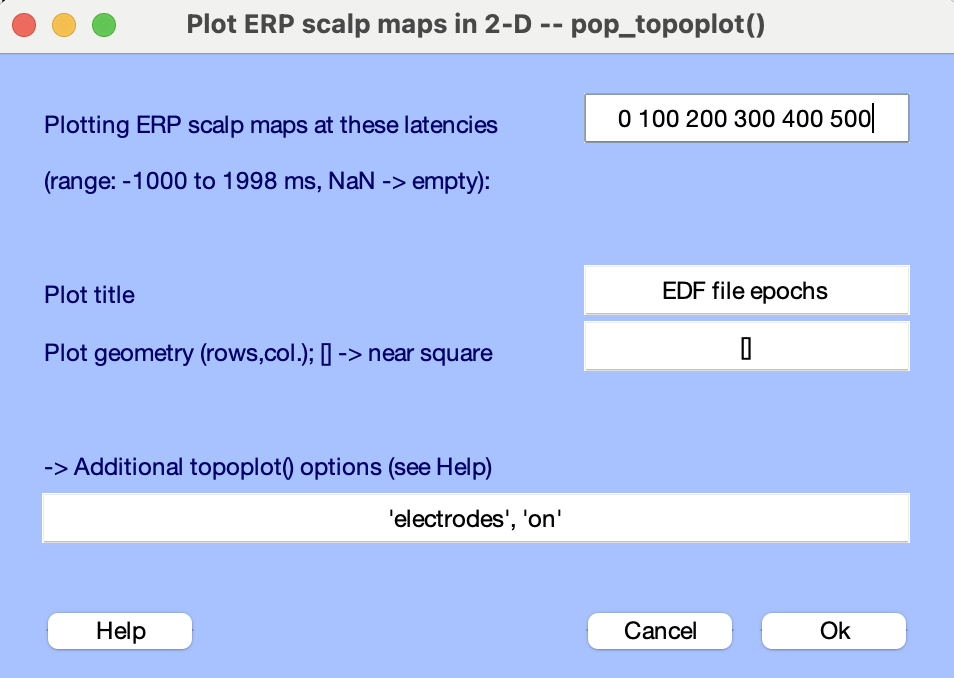 Plot ERP scalp maps in 2-D -- pop_topoplot()
Plotting ERP scalp maps at these latencies
0 100 200 300 400 500
(range: -1000 to 1998 ms, NaN -> empty):
Plot title
EDF file epochs
Plot geometry (rows,col.); [] -> near square
[]
-> Additional topoplot() options (see Help)
'electrodes', 'on'
Help
Cancel
Ok